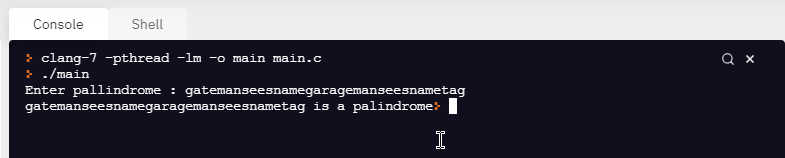 Console Shell
> clang-7 -pthread -lm -o main main.c
> ./main
Enter pallindrome : gatemanseesnamegaragemanseesnametag
gatemanseesnamegaragemanseesnametag is a palindrome>